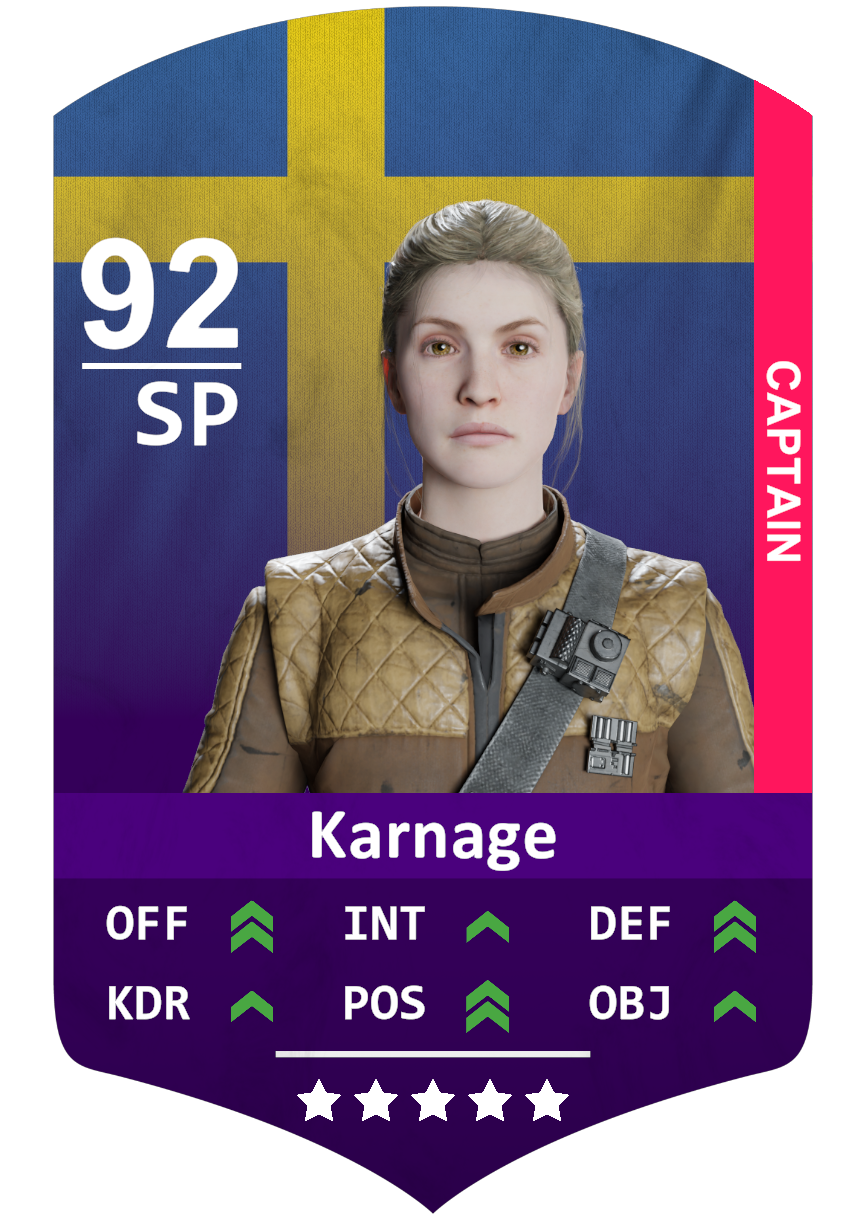 92
SP
CAPTAIN
Karnage
OFF INT DEF
KDR POS OBJ